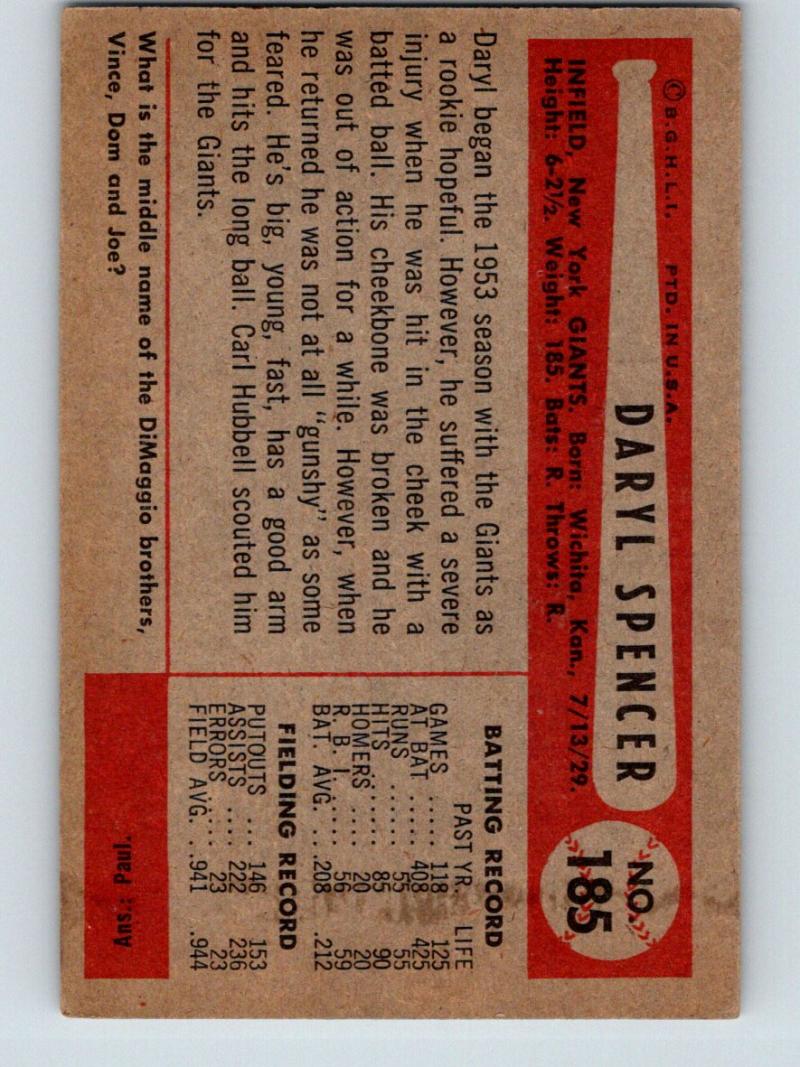 © B.G.H.L.I. PTD. IN U.S.A.
DARYL SPENCER
NO.
185
INFIELD, New York GIANTS. Born: Wichita, Kan., 7/13/29.
Height: 6-2½. Weight: 185. Bats: R. Throws: R.
Daryl began the 1953 season with the Giants as
a rookie hopeful. However, he suffered a severe
injury when he was hit in the cheek with a
batted ball. His cheekbone was broken and he
was out of action for a while. However, when
he returned he was not at all "gunshy" as some
feared. He's big, young, fast, has a good arm
and hits the long ball. Carl Hubbell scouted him
for the Giants.
BATTING RECORD
PAST YR. LIFE
GAMES ..... 118 125
AT BAT ..... 408 425
RUNS ...... 55 55
HITS ...... 85 90
HOMERS ..... 20 20
R. B. I. ..... 56 59
BAT. AVG. .. .208 .212
FIELDING RECORD
PUTOUTS ... 146 153
ASSISTS .... 222 236
ERRORS .... 23 23
FIELD AVG. . .941 .944
What is the middle name of the DiMaggio brothers,
Vince, Dom and Joe?
Ans.: Paul.